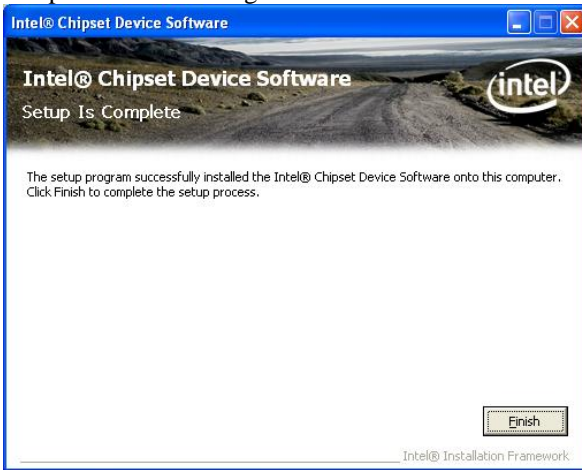 Intel® Chipset Device Software
Intel® Chipset Device Software
Setup Is Complete
intel
The setup program successfully installed the Intel® Chipset Device Software onto this computer.
Click Finish to complete the setup process.
Finish
Intel® Installation Framework